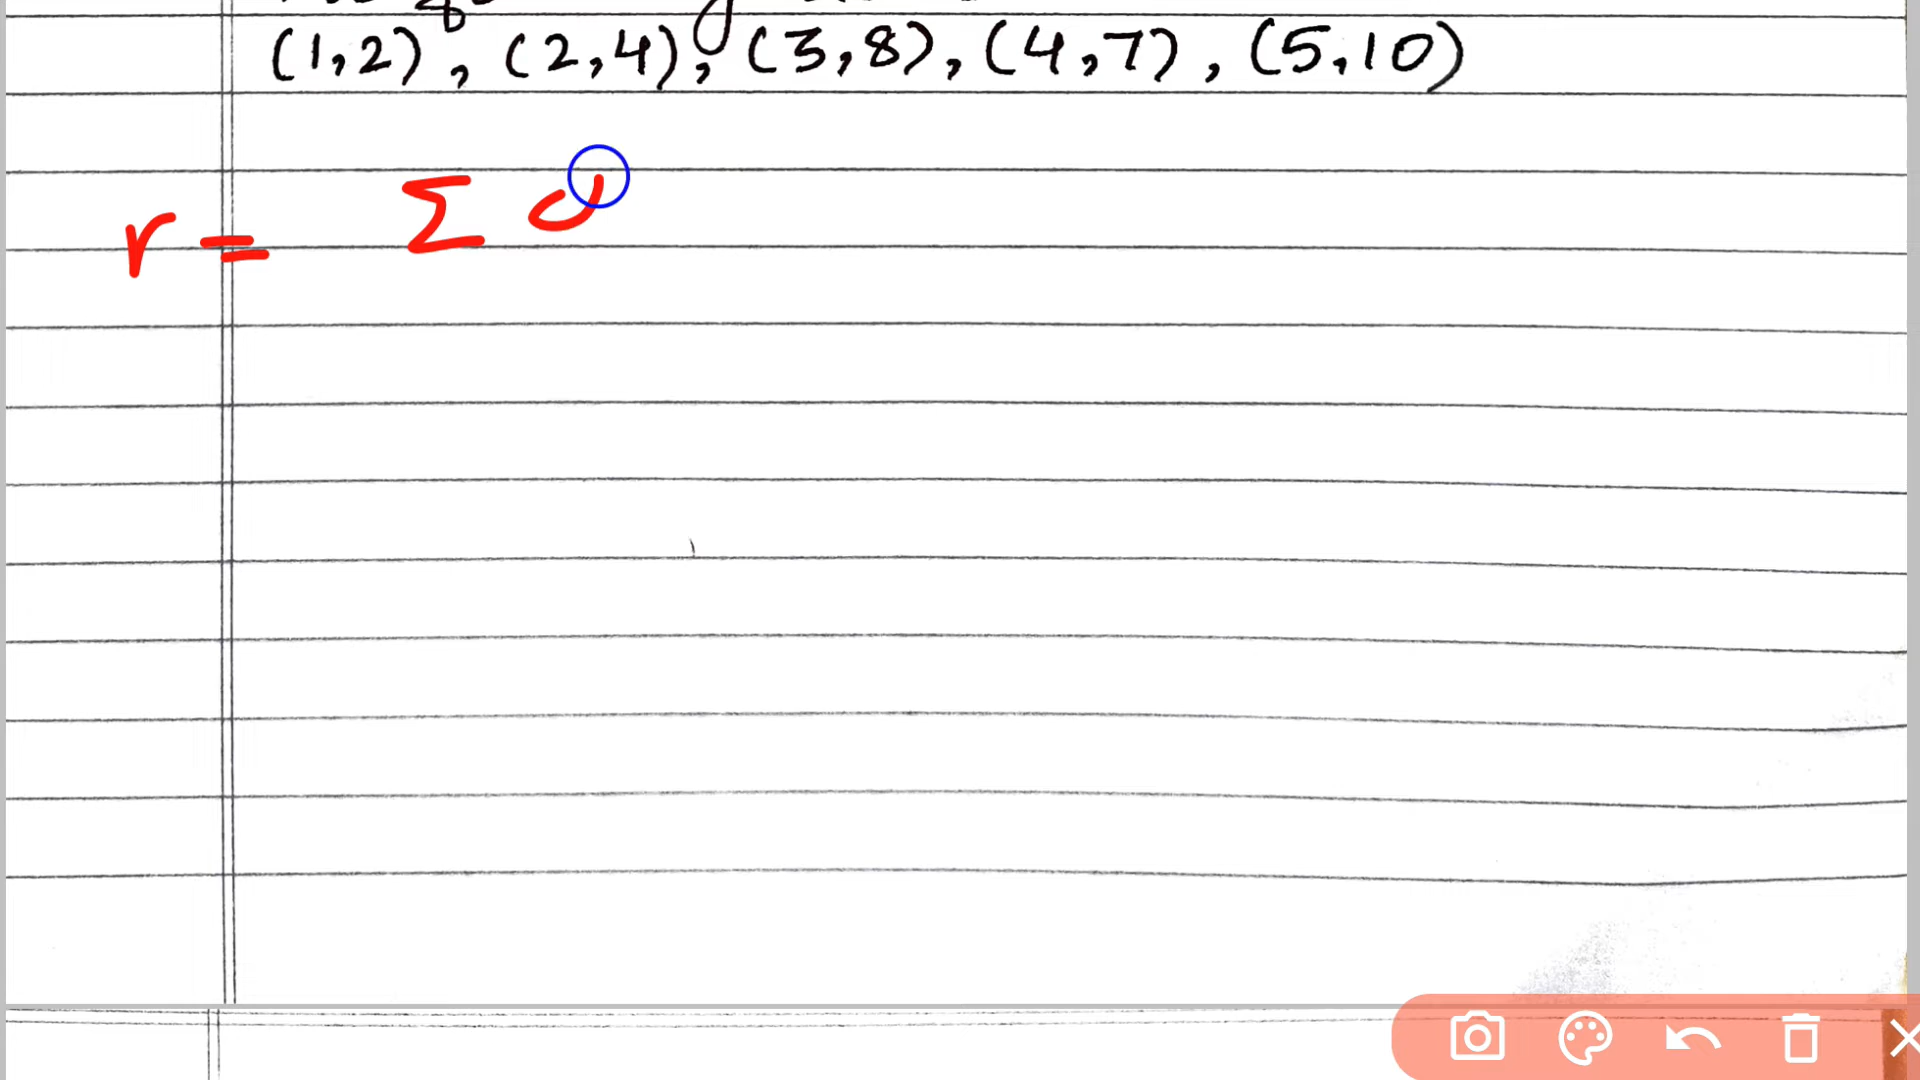 (1,2), (2,4), (3,8), (4,7), (5,10)
r = Σ